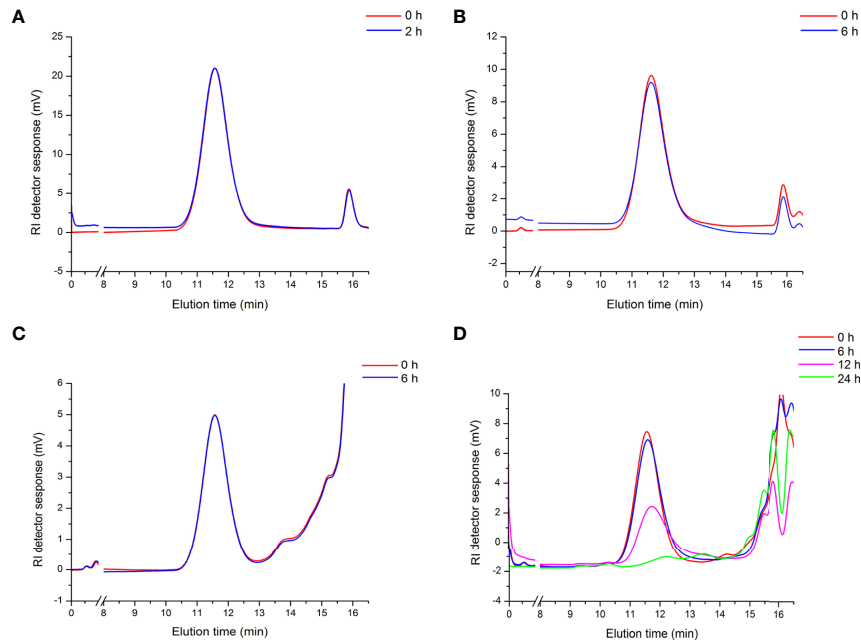 A
0 h
2 h
25
20
15
10
5
0
-5
RI detector sesponse (mV)
0 8 9 10 11 12 13 14 15 16
Elution time (min)
B
0 h
6 h
12
10
8
6
4
2
0
-2
RI detector sesponse (mV)
0 8 9 10 11 12 13 14 15 16
Elution time (min)
C
0 h
6 h
6
5
4
3
2
1
0
-1
RI detector sesponse (mV)
0 8 9 10 11 12 13 14 15 16
Elution time (min)
D
0 h
6 h
12 h
24 h
10
8
6
4
2
0
-2
-4
RI detector sesponse (mV)
0 8 9 10 11 12 13 14 15 16
Elution time (min)